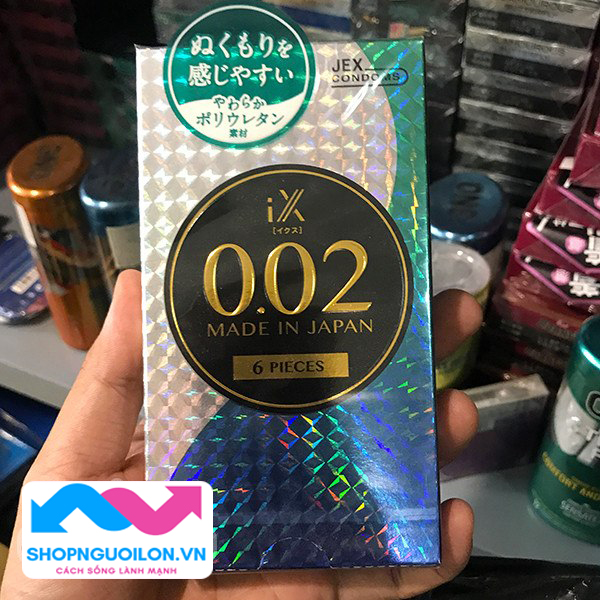 ぬくもりを
感じやすい
やわらか
ポリウレタン
素材
JEX
CONDOMS
iX
[イクス]
0.02
MADE IN JAPAN
6 PIECES
COMFORT AND
SHOPNGUOILON.VN
CÁCH SỐNG LÀNH MẠNH